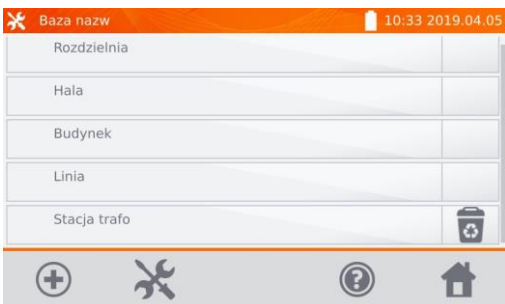 Baza nazw 10:33 2019.04.05
Rozdzielnia
Hala
Budynek
Linia
Stacja trafo